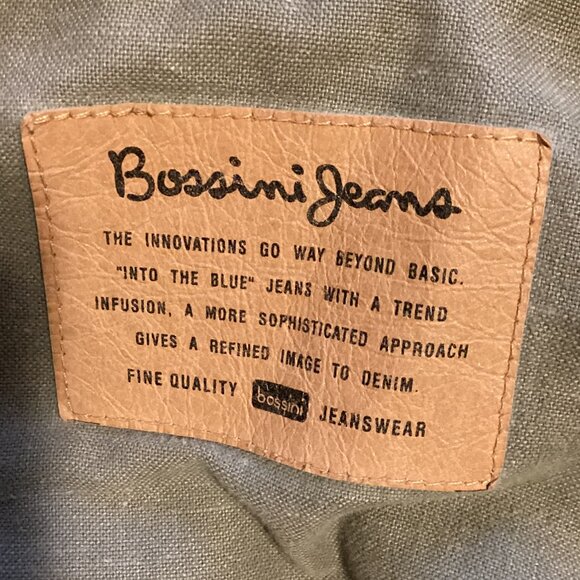 Bossini Jeans
THE INNOVATIONS GO WAY BEYOND BASIC.
"INTO THE BLUE" JEANS WITH A TREND
INFUSION, A MORE SOPHISTICATED APPROACH
GIVES A REFINED IMAGE TO DENIM.
FINE QUALITY bossini JEANSWEAR